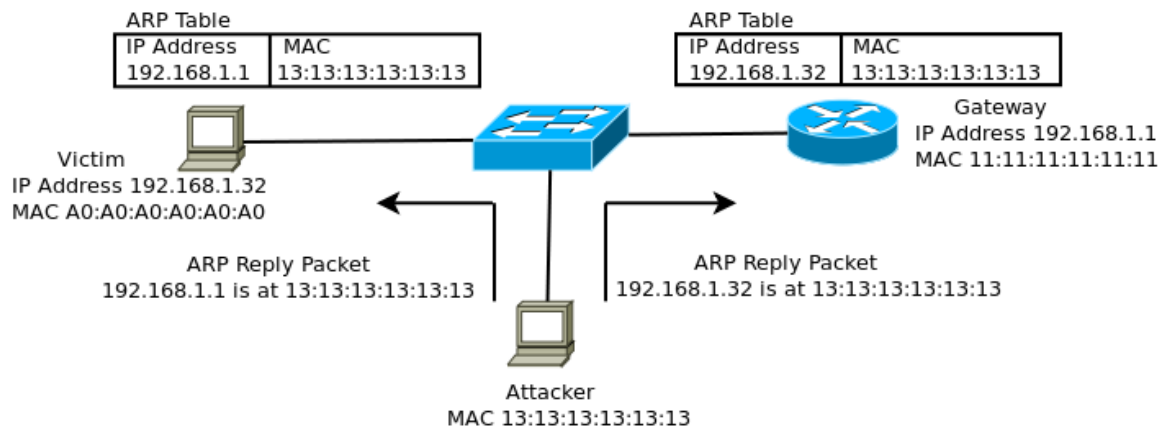 ARP Table
IP Address MAC
192.168.1.1 13:13:13:13:13:13
ARP Table
IP Address MAC
192.168.1.32 13:13:13:13:13:13
Victim
IP Address 192.168.1.32
MAC A0:A0:A0:A0:A0:A0
Gateway
IP Address 192.168.1.1
MAC 11:11:11:11:11:11
ARP Reply Packet
192.168.1.1 is at 13:13:13:13:13:13
ARP Reply Packet
192.168.1.32 is at 13:13:13:13:13:13
Attacker
MAC 13:13:13:13:13:13